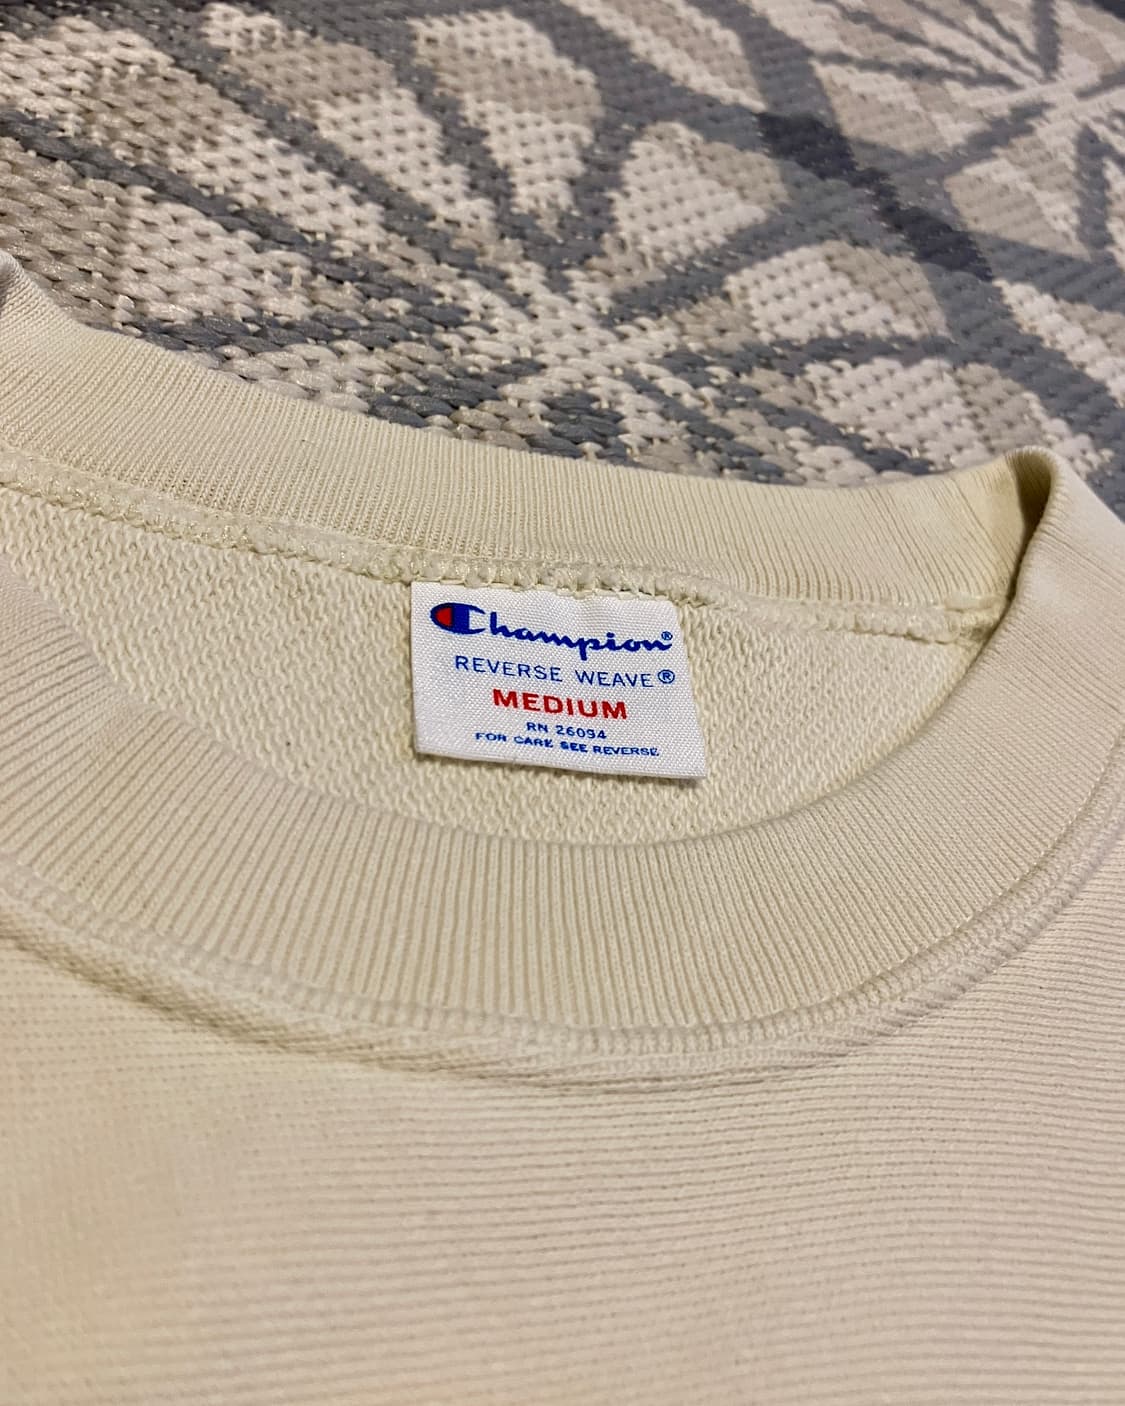 Champion®
REVERSE WEAVE®
MEDIUM
RN 26094
FOR CARE SEE REVERSE